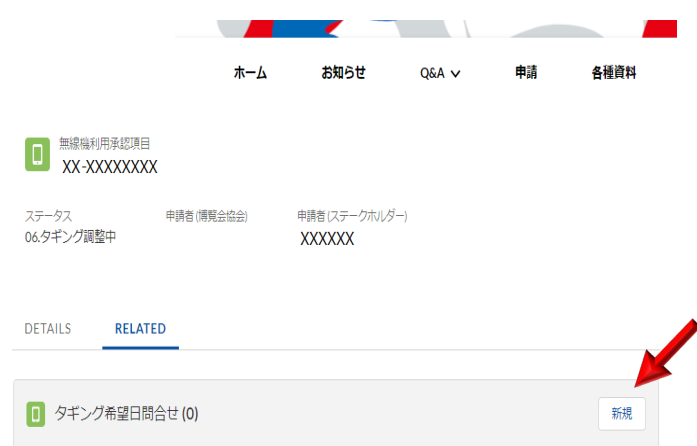 ホーム お知らせ Q&A 申請 各種資料
無線機利用承認項目
XX-XXXXXXXX
ステータス 申請者(博覧会協会) 申請者(ステークホルダー)
06.タギング調整中 XXXXXX
DETAILS RELATED
タギング希望日問合せ(0) 新規